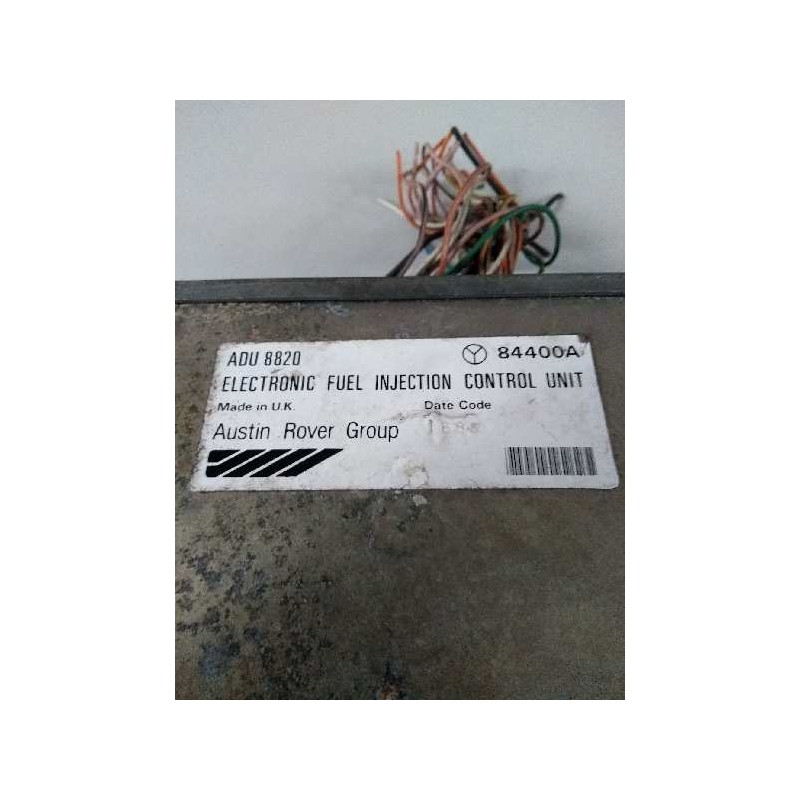 ADU 8820 84400A
ELECTRONIC FUEL INJECTION CONTROL UNIT
Made in U.K. Date Code
Austin Rover Group